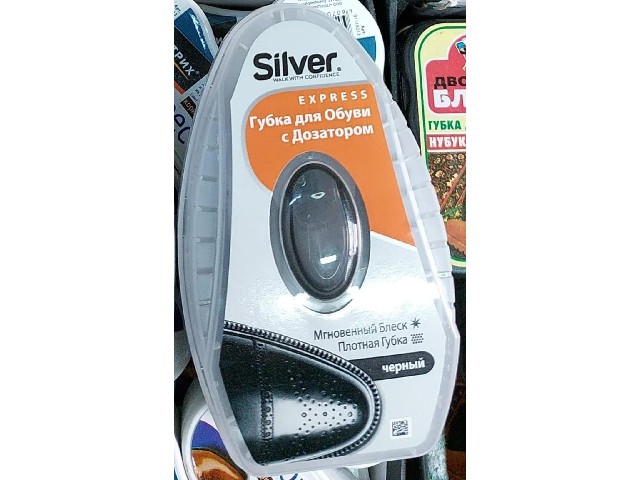 Silver
WALK WITH CONFIDENCE
EXPRESS
Губка для Обуви
с Дозатором
Мгновенный Блеск
Плотная Губка
черный
ГУБКА
НУБУК